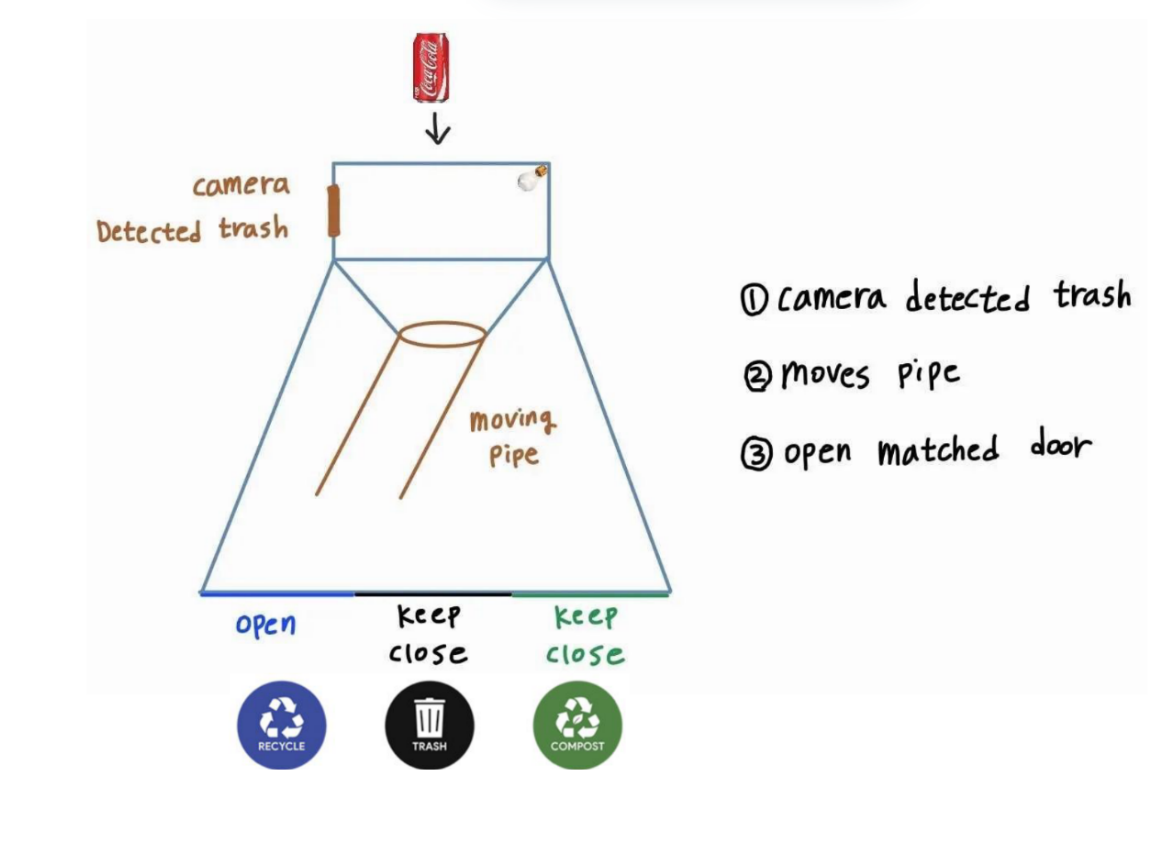 Coca-Cola
camera
Detected trash
① camera detected trash
② moves pipe
③ open matched door
moving
pipe
open
keep
close
keep
close
RECYCLE
TRASH
COMPOST